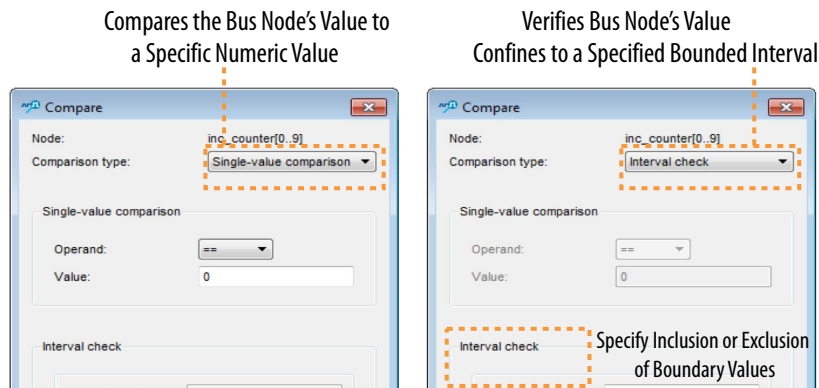 Compares the Bus Node's Value to
a Specific Numeric Value
Verifies Bus Node's Value
Confines to a Specified Bounded Interval
Compare
Node: inc_counter[0..9]
Comparison type: Single-value comparison
Single-value comparison
Operand: ==
Value: 0
Interval check
Compare
Node: inc_counter[0..9]
Comparison type: Interval check
Single-value comparison
Operand: ==
Value: 0
Interval check
Specify Inclusion or Exclusion
of Boundary Values